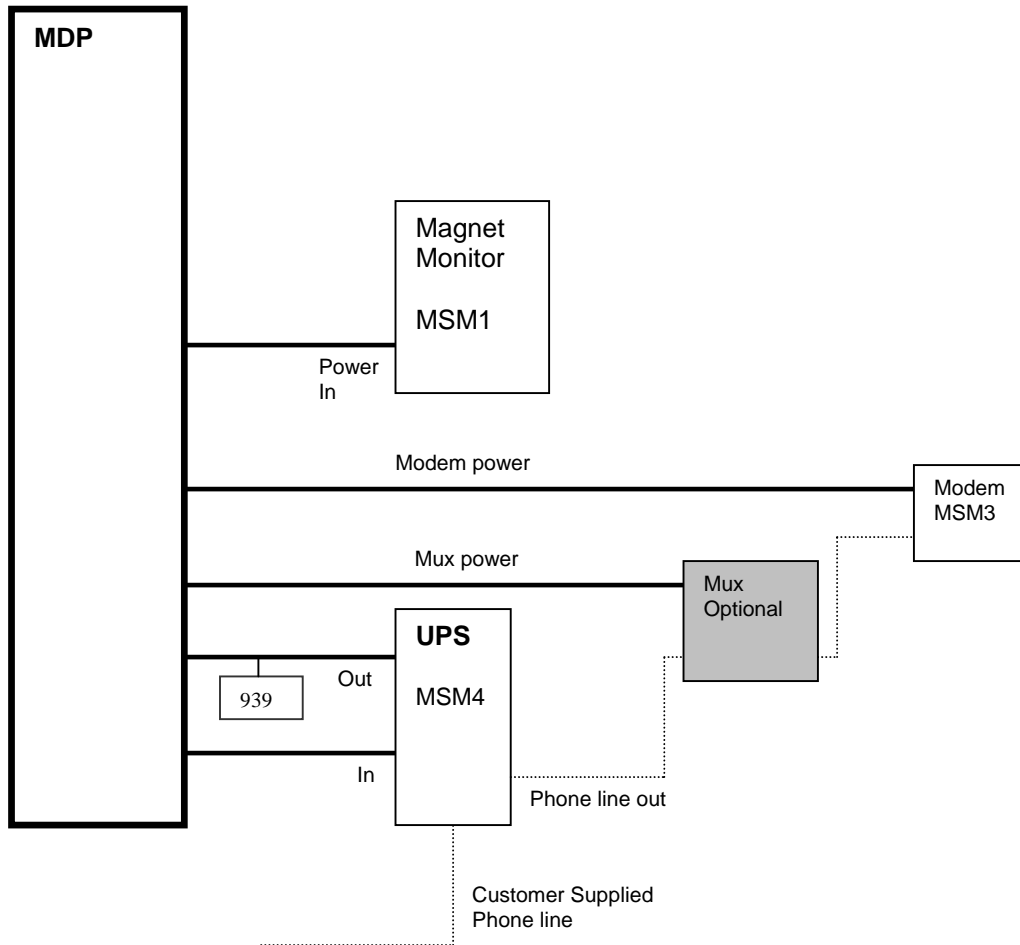 MDP
Magnet
Monitor
MSM1
Power
In
Modem power
Modem
MSM3
Mux power
Mux
Optional
UPS
MSM4
Out
939
In
Phone line out
Customer Supplied
Phone line